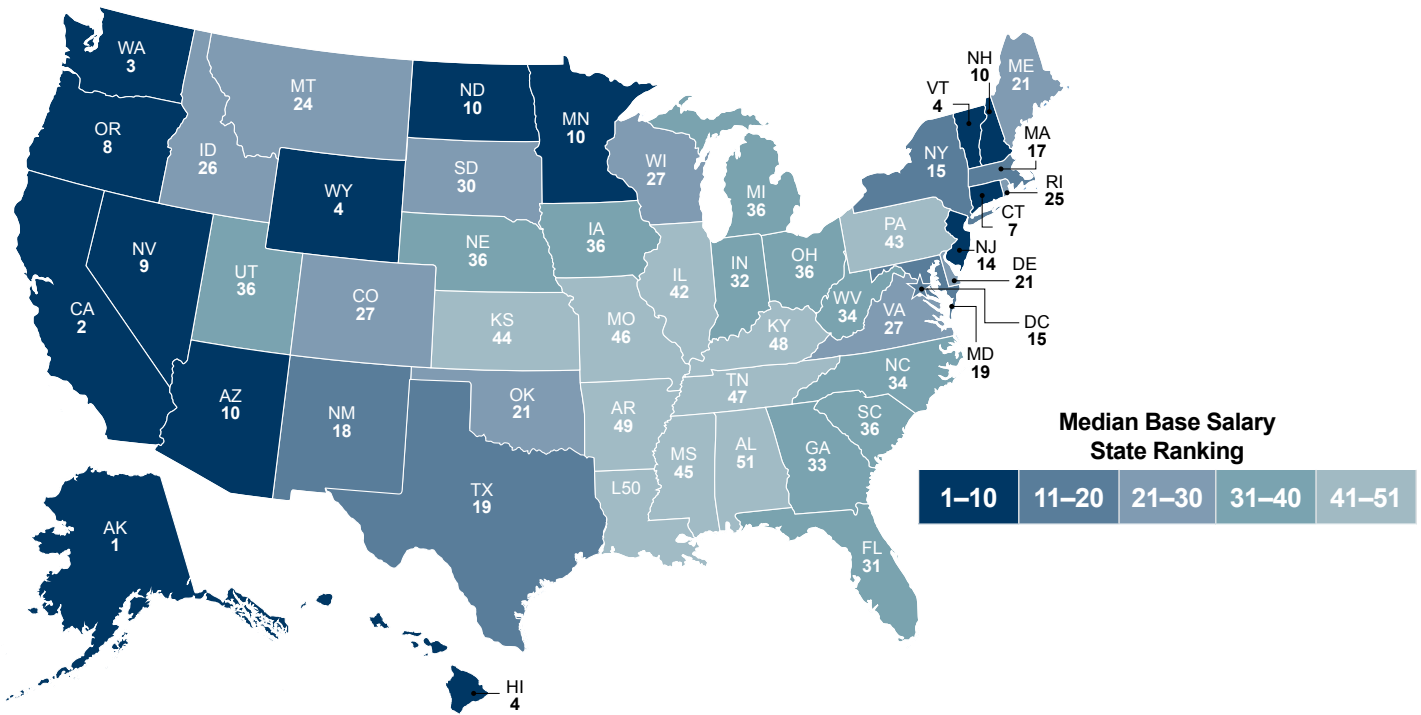 WA
3
OR
8
CA
2
NV
9
ID
26
MT
24
WY
4
UT
36
AZ
10
CO
27
NM
18
ND
10
SD
30
NE
36
KS
44
OK
21
TX
19
MN
10
IA
36
MO
46
AR
49
L50
WI
27
IL
42
MI
36
IN
32
OH
36
KY
48
TN
47
MS
45
AL
51
GA
33
FL
31
SC
36
NC
34
VA
27
WV
34
PA
43
NY
15
VT
4
NH
10
ME
21
MA
17
RI
25
CT
7
NJ
14
DE
21
DC
15
MD
19
AK
1
HI
4
Median Base Salary
State Ranking
1–10 11–20 21–30 31–40 41–51